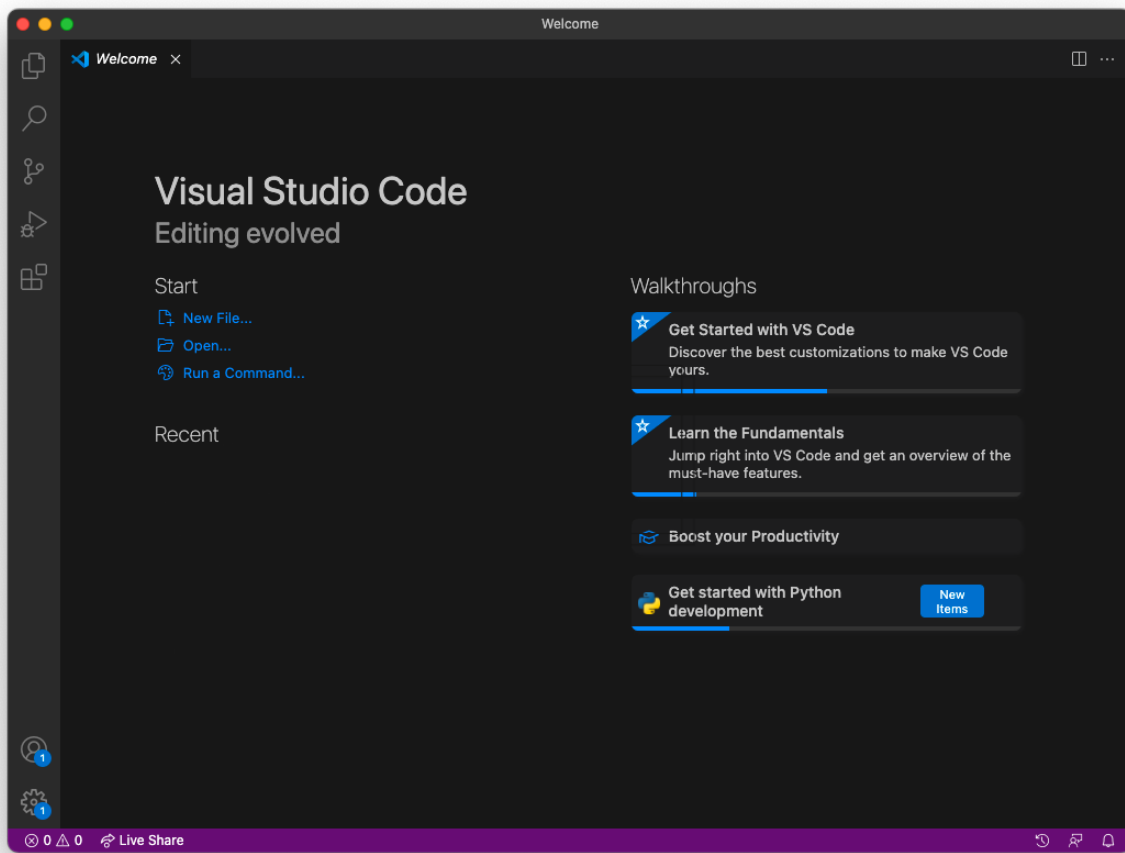 Welcome
Welcome
Visual Studio Code
Editing evolved
Start
New File...
Open...
Run a Command...
Recent
Walkthroughs
Get Started with VS Code
Discover the best customizations to make VS Code
yours.
Learn the Fundamentals
Jump right into VS Code and get an overview of the
must-have features.
Boost your Productivity
Get started with Python
development
New
Items
1
1
0 0 Live Share